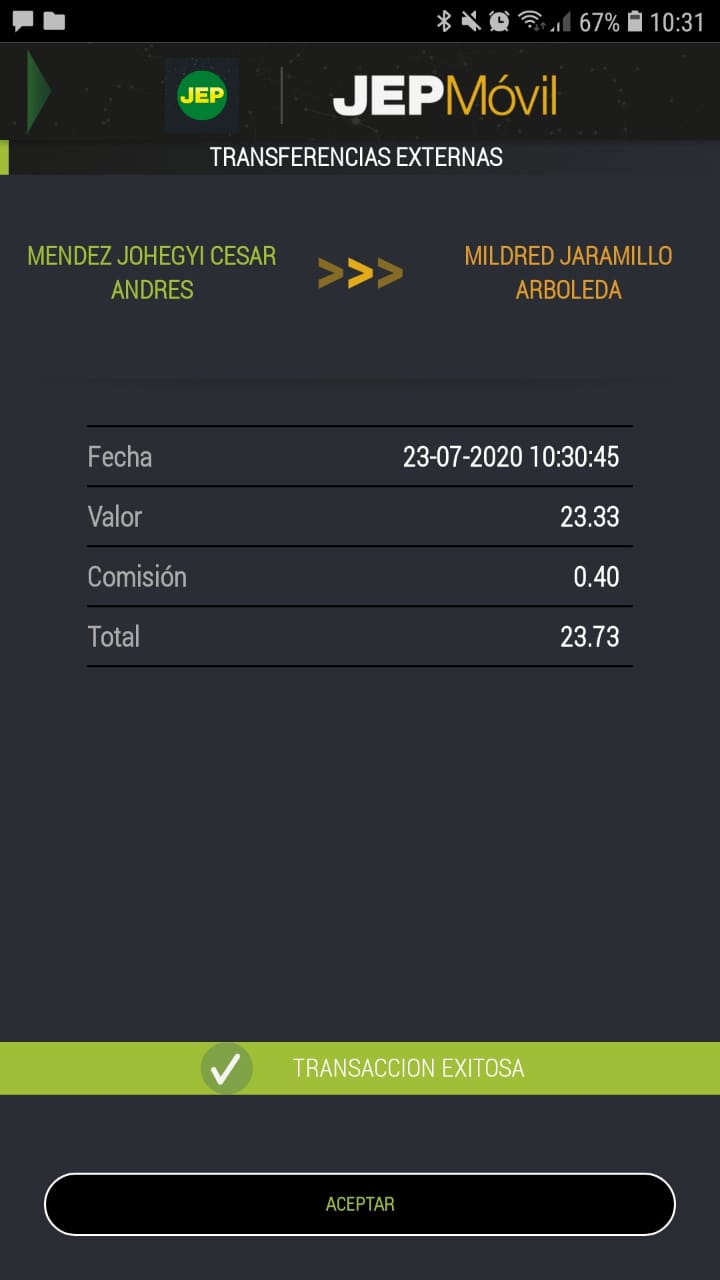 67% 10:31
JEP JEPMóvil
TRANSFERENCIAS EXTERNAS
MENDEZ JOHEGYI CESAR
ANDRES
>>>
MILDRED JARAMILLO
ARBOLEDA
Fecha 23-07-2020 10:30:45
Valor 23.33
Comisión 0.40
Total 23.73
TRANSACCION EXITOSA
ACEPTAR